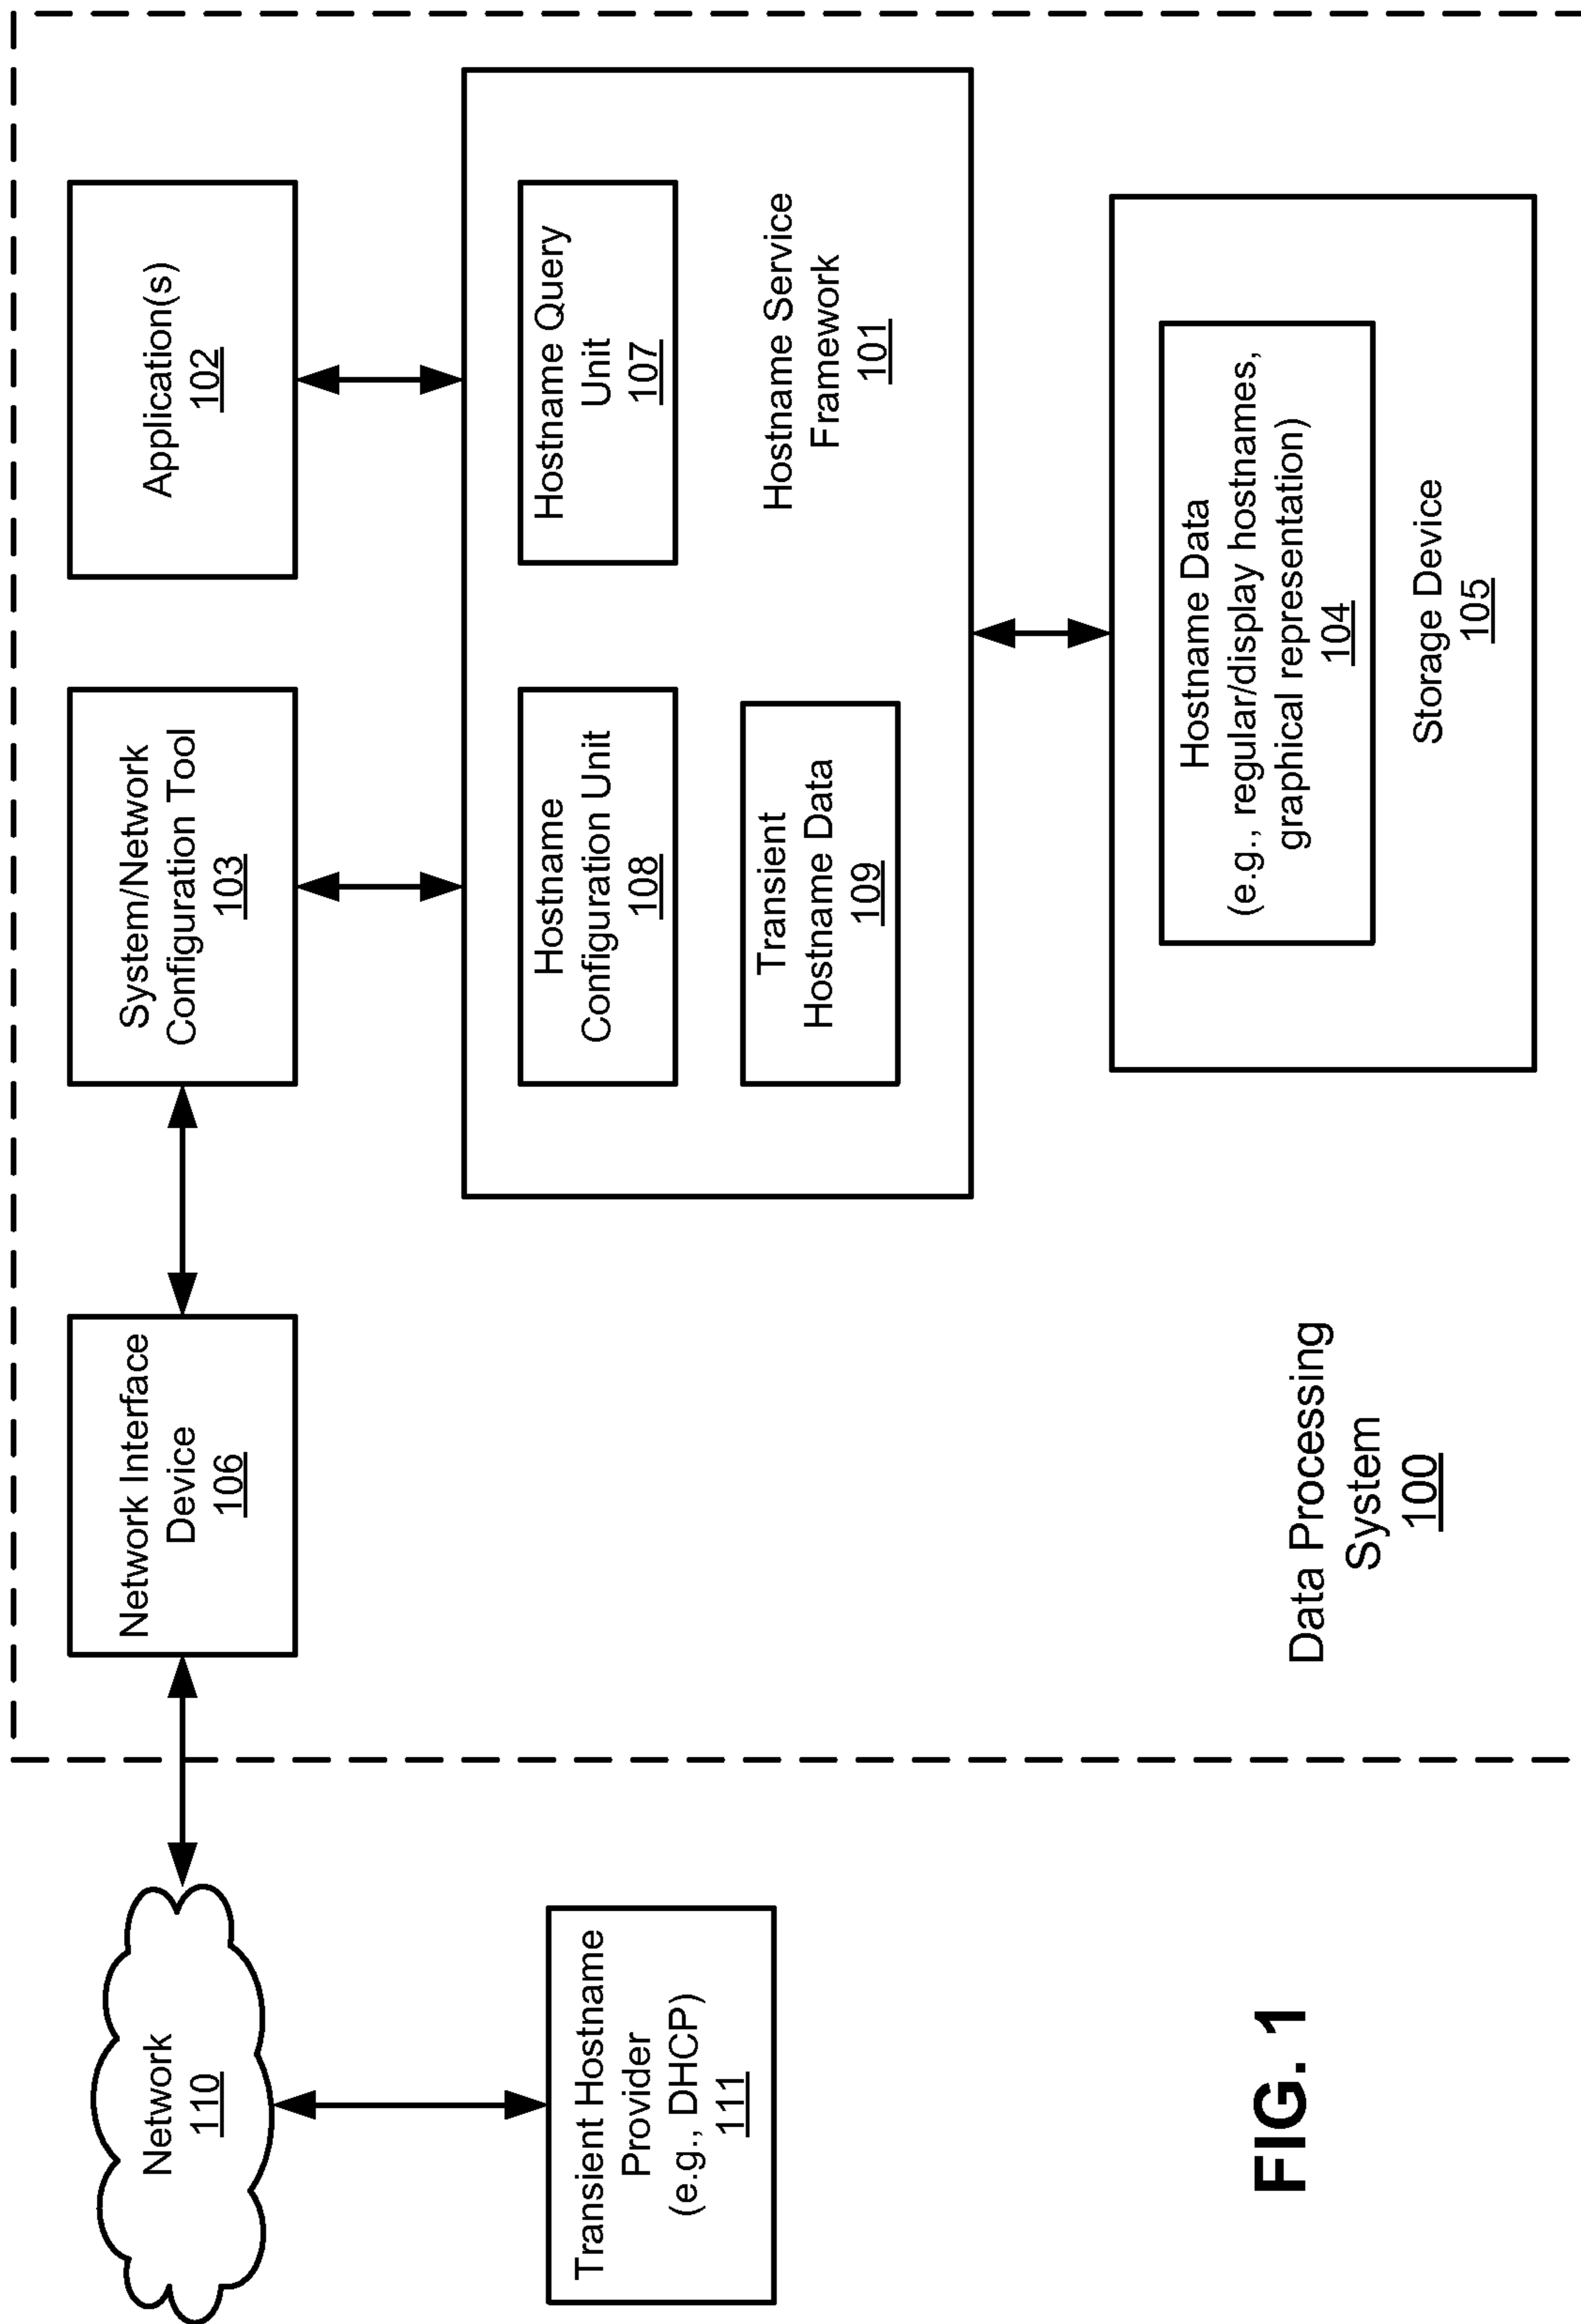 Network
110
Transient Hostname
Provider
(e.g., DHCP)
111
Network Interface
Device
106
System/Network
Configuration Tool
103
Application(s)
102
Hostname
Configuration Unit
108
Hostname Query
Unit
107
Transient
Hostname Data
109
Hostname Service
Framework
101
Hostname Data
(e.g., regular/display hostnames,
graphical representation)
104
Storage Device
105
Data Processing
System
100
FIG. 1